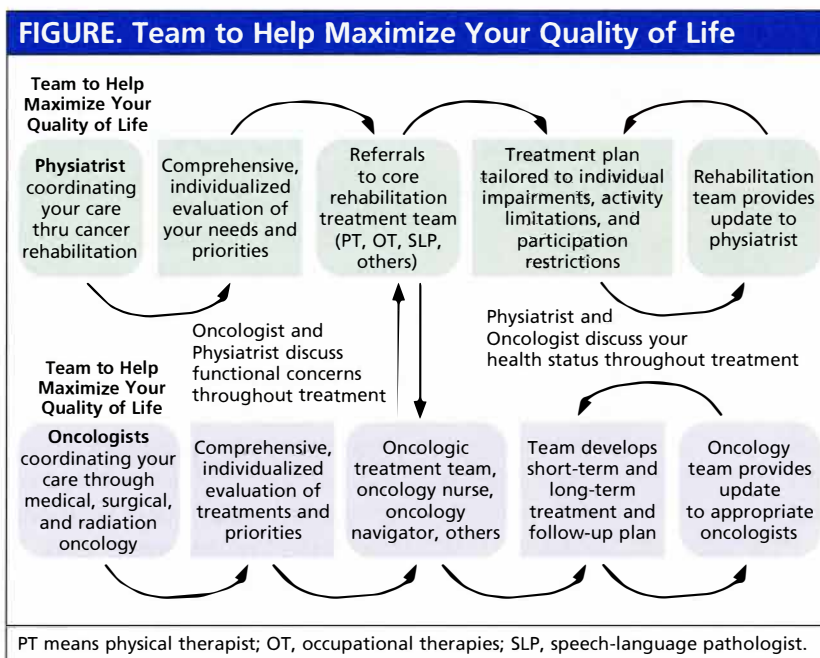 FIGURE. Team to Help Maximize Your Quality of Life
Team to Help
Maximize Your
Quality of Life
Physiatrist
coordinating
your care
thru cancer
rehabilitation
Comprehensive,
individualized
evaluation of
your needs and
priorities
Referrals
to core
rehabilitation
treatment team
(PT, OT, SLP,
others)
Treatment plan
tailored to individual
impairments, activity
limitations, and
participation
restrictions
Rehabilitation
team provides
update to
physiatrist
Oncologist and
Physiatrist discuss
functional concerns
throughout treatment
Physiatrist and
Oncologist discuss your
health status throughout treatment
Team to Help
Maximize Your
Quality of Life
Oncologists
coordinating your
care through
medical, surgical,
and radiation
oncology
Comprehensive,
individualized
evaluation of
treatments and
priorities
Oncologic
treatment team,
oncology nurse,
oncology
navigator, others
Team develops
short-term and
long-term
treatment and
follow-up plan
Oncology
team provides
update
to appropriate
oncologists
PT means physical therapist; OT, occupational therapies; SLP, speech-language pathologist.